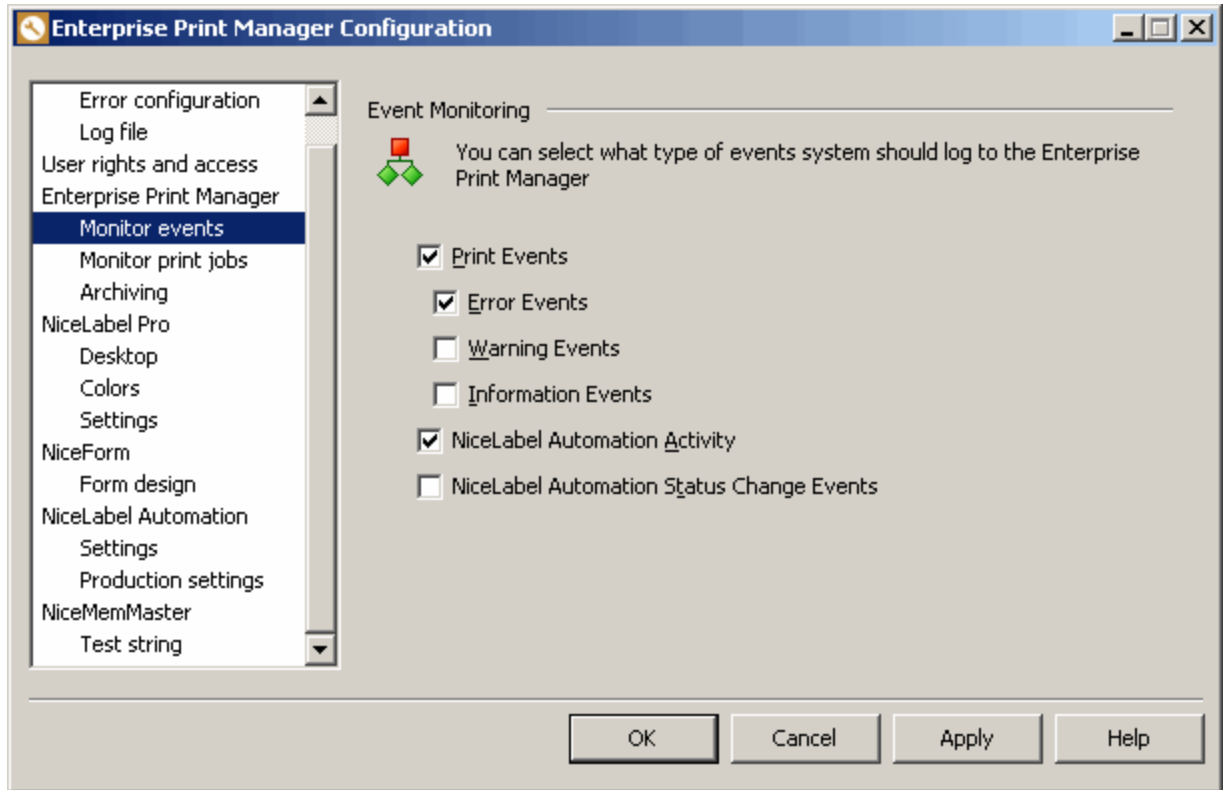 Enterprise Print Manager Configuration
Error configuration
Log file
User rights and access
Enterprise Print Manager
Monitor events
Monitor print jobs
Archiving
NiceLabel Pro
Desktop
Colors
Settings
NiceForm
Form design
NiceLabel Automation
Settings
Production settings
NiceMemMaster
Test string
Event Monitoring
You can select what type of events system should log to the Enterprise
Print Manager
Print Events
Error Events
Warning Events
Information Events
NiceLabel Automation Activity
NiceLabel Automation Status Change Events
OK
Cancel
Apply
Help